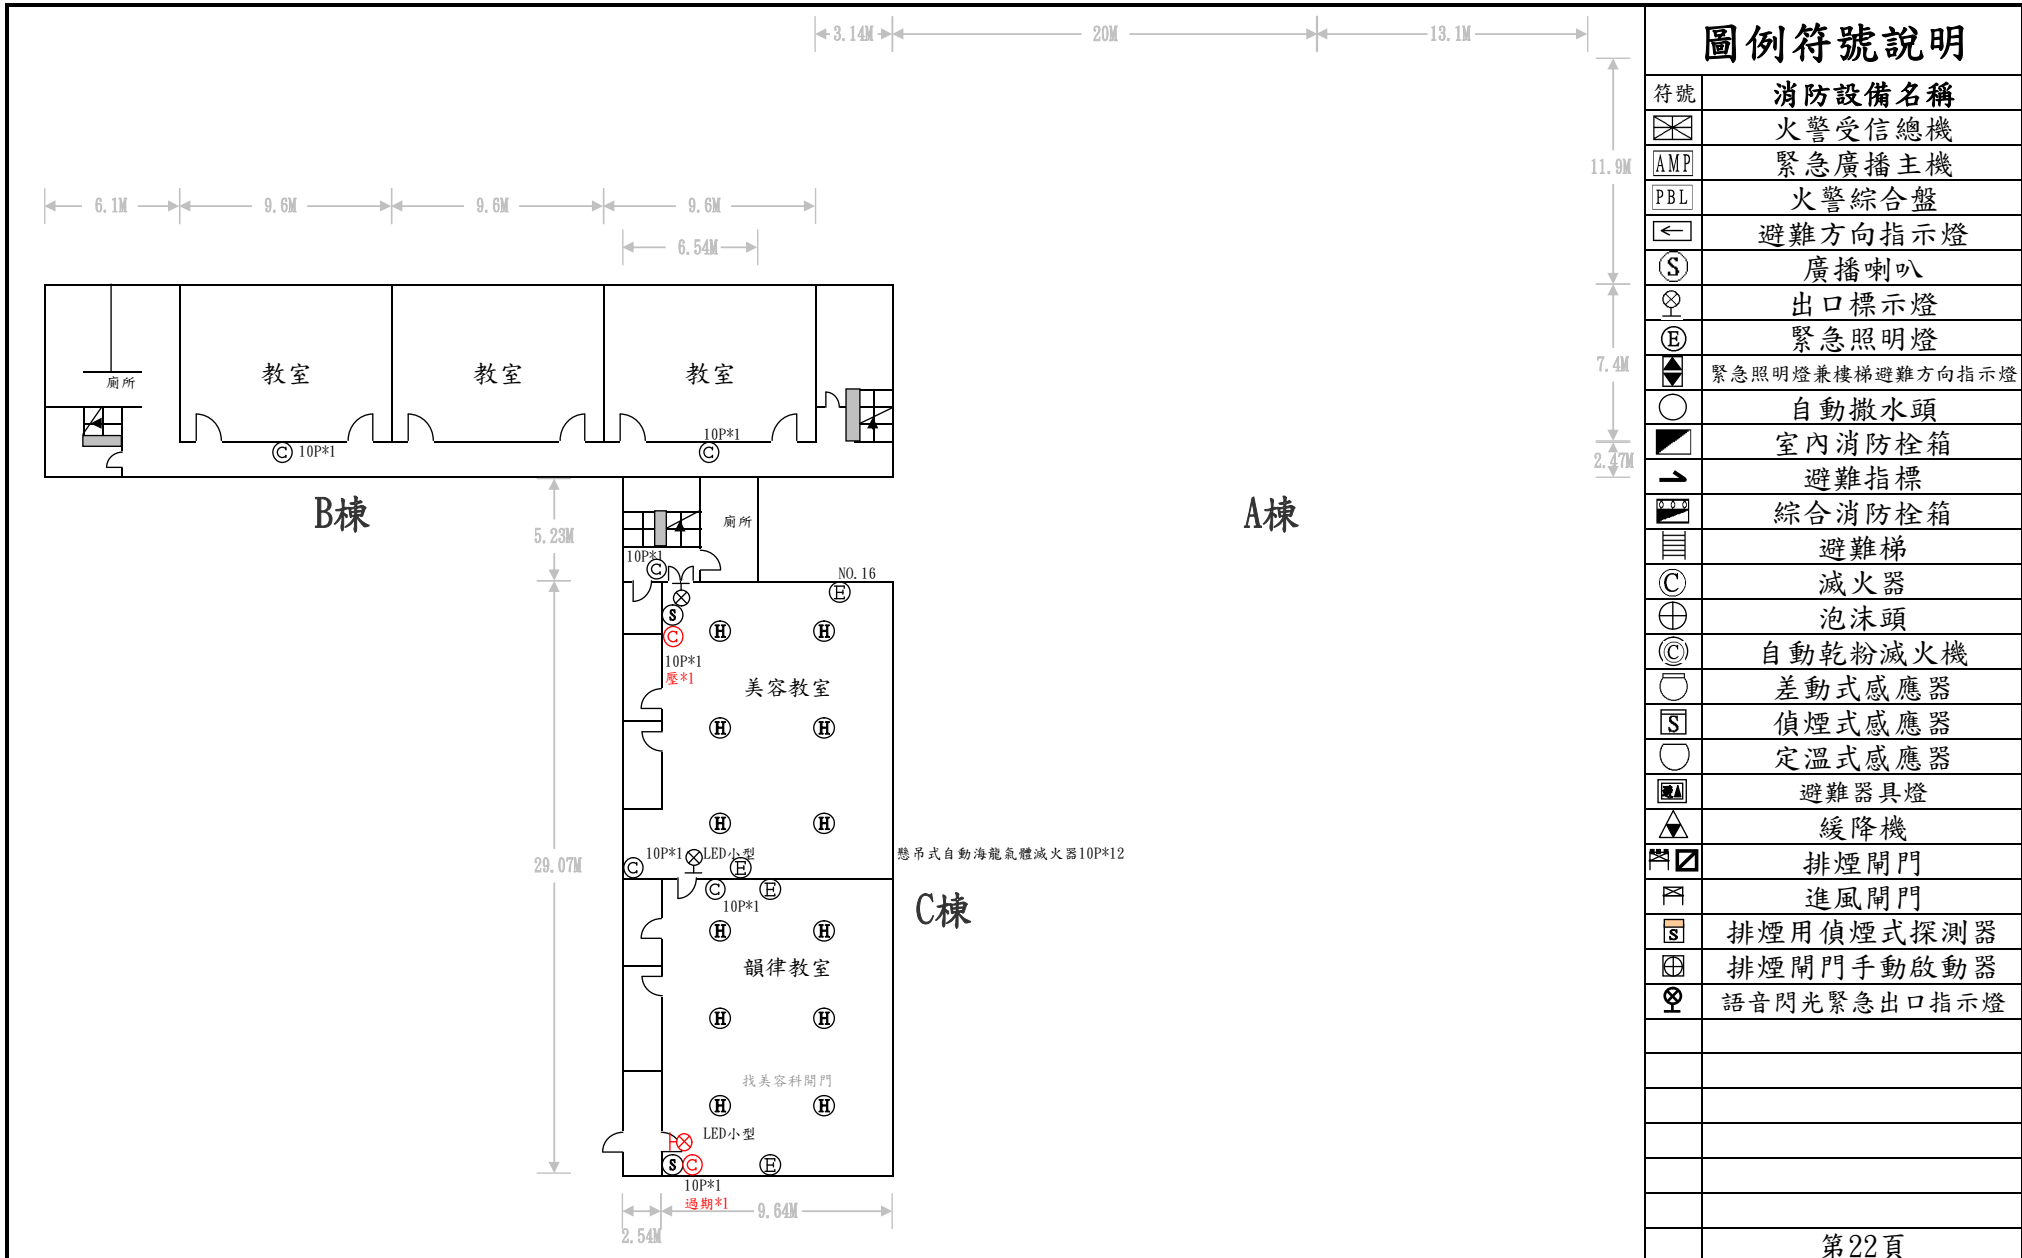 3.14M
20M
13.1M
11.9M
6.1M
9.6M
9.6M
9.6M
6.54M
7.4M
2.47M
教室
教室
教室
廁所
C
10P*1
10P*1
C
B棟
A棟
5.23M
廁所
10P*1
C
NO.16
E
S
C
H
H
10P*1
壓*1
美容教室
H
H
H
H
10P*1
LED小型
C
E
懸吊式自動海龍氣體滅火器10P*12
29.07M
C
E
10P*1
C棟
H
H
韻律教室
H
H
找美容科開門
H
H
LED小型
S
C
E
10P*1
過期*1
9.64M
2.54M
圖例符號說明
符號 消防設備名稱
火警受信總機
AMP 緊急廣播主機
PBL 火警綜合盤
避難方向指示燈
S 廣播喇叭
出口標示燈
E 緊急照明燈
緊急照明燈兼樓梯避難方向指示燈
自動撒水頭
室內消防栓箱
避難指標
綜合消防栓箱
避難梯
C 滅火器
泡沫頭
C 自動乾粉滅火機
差動式感應器
S 偵煙式感應器
定溫式感應器
避難器具燈
緩降機
排煙閘門
進風閘門
S 排煙用偵煙式探測器
排煙閘門手動啟動器
語音閃光緊急出口指示燈
第22頁